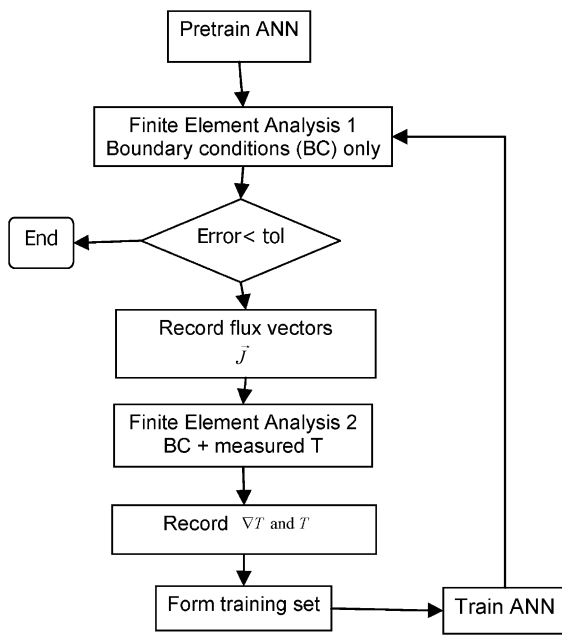 Pretrain ANN
Finite Element Analysis 1
Boundary conditions (BC) only
Error< tol
End
Record flux vectors
$\vec{J}$
Finite Element Analysis 2
BC + measured T
Record ∇T and T
Form training set
Train ANN